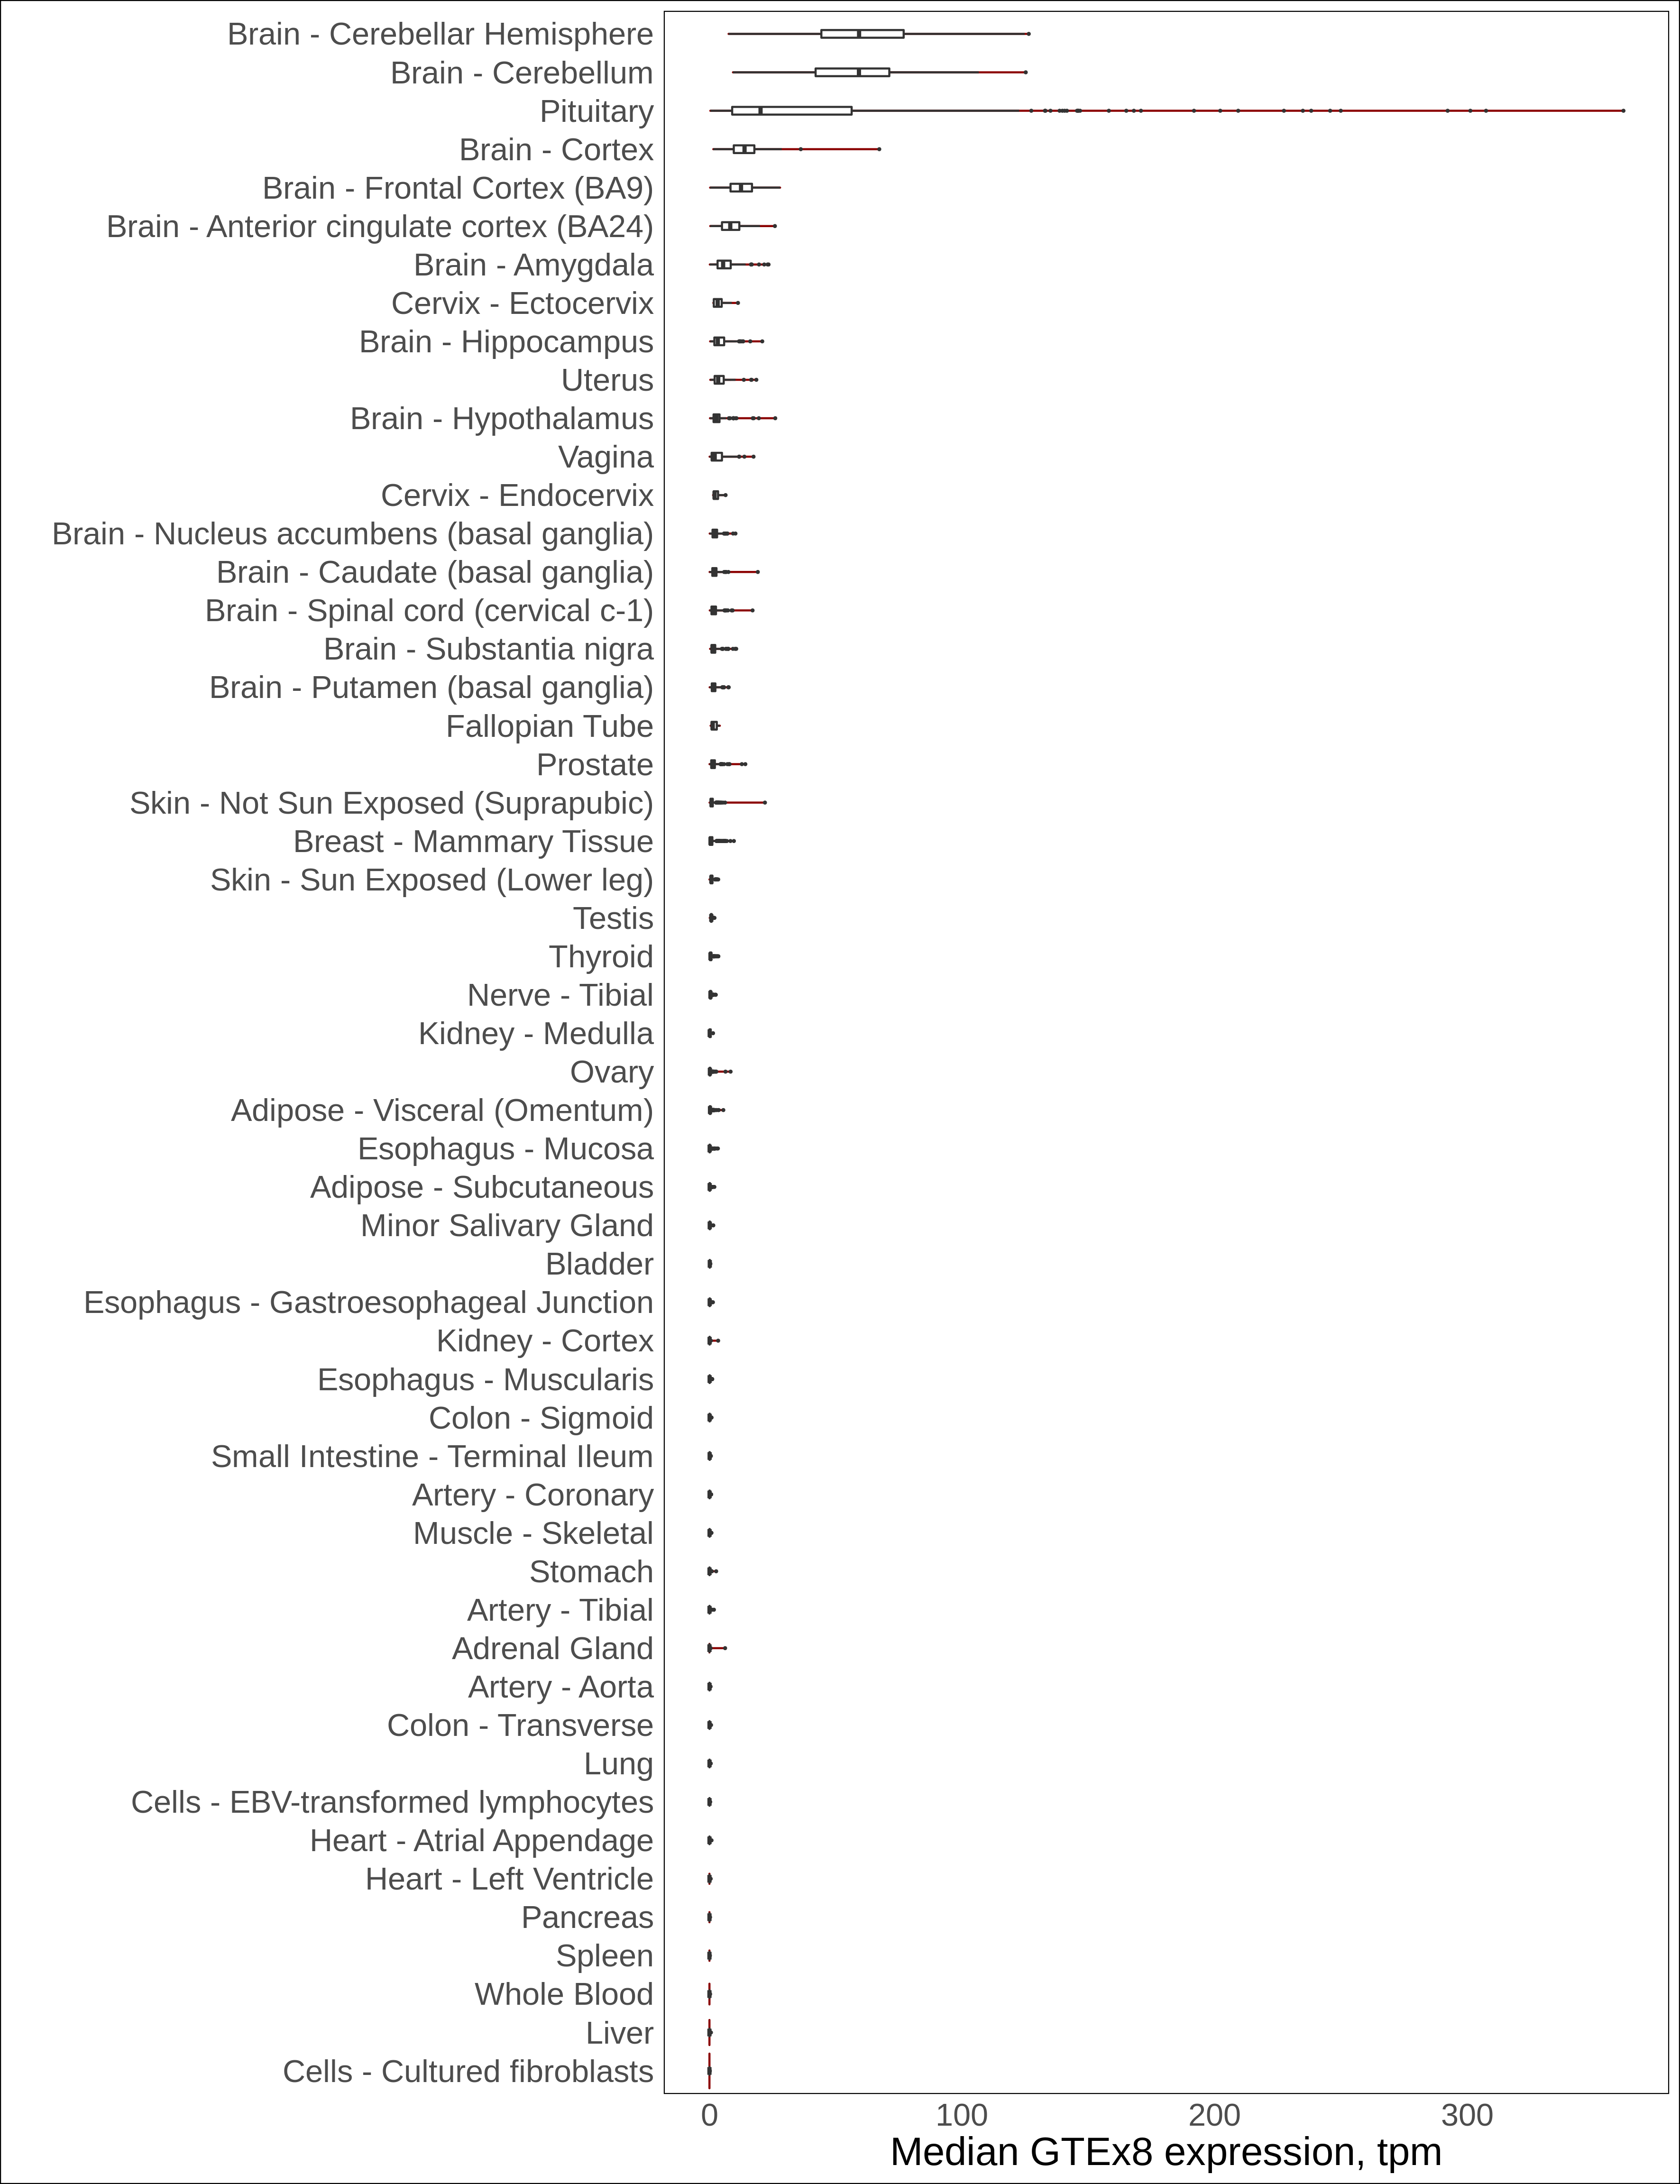 Brain - Cerebellar Hemisphere
Brain - Cerebellum
Pituitary
Brain - Cortex
Brain - Frontal Cortex (BA9)
Brain - Anterior cingulate cortex (BA24)
Brain - Amygdala
Cervix - Ectocervix
Brain - Hippocampus
Uterus
Brain - Hypothalamus
Vagina
Cervix - Endocervix
Brain - Nucleus accumbens (basal ganglia)
Brain - Caudate (basal ganglia)
Brain - Spinal cord (cervical c-1)
Brain - Substantia nigra
Brain - Putamen (basal ganglia)
Fallopian Tube
Prostate
Skin - Not Sun Exposed (Suprapubic)
Breast - Mammary Tissue
Skin - Sun Exposed (Lower leg)
Testis
Thyroid
Nerve - Tibial
Kidney - Medulla
Ovary
Adipose - Visceral (Omentum)
Esophagus - Mucosa
Adipose - Subcutaneous
Minor Salivary Gland
Bladder
Esophagus - Gastroesophageal Junction
Kidney - Cortex
Esophagus - Muscularis
Colon - Sigmoid
Small Intestine - Terminal Ileum
Artery - Coronary
Muscle - Skeletal
Stomach
Artery - Tibial
Adrenal Gland
Artery - Aorta
Colon - Transverse
Lung
Cells - EBV-transformed lymphocytes
Heart - Atrial Appendage
Heart - Left Ventricle
Pancreas
Spleen
Whole Blood
Liver
Cells - Cultured fibroblasts
0 100 200 300
Median GTEx8 expression, tpm